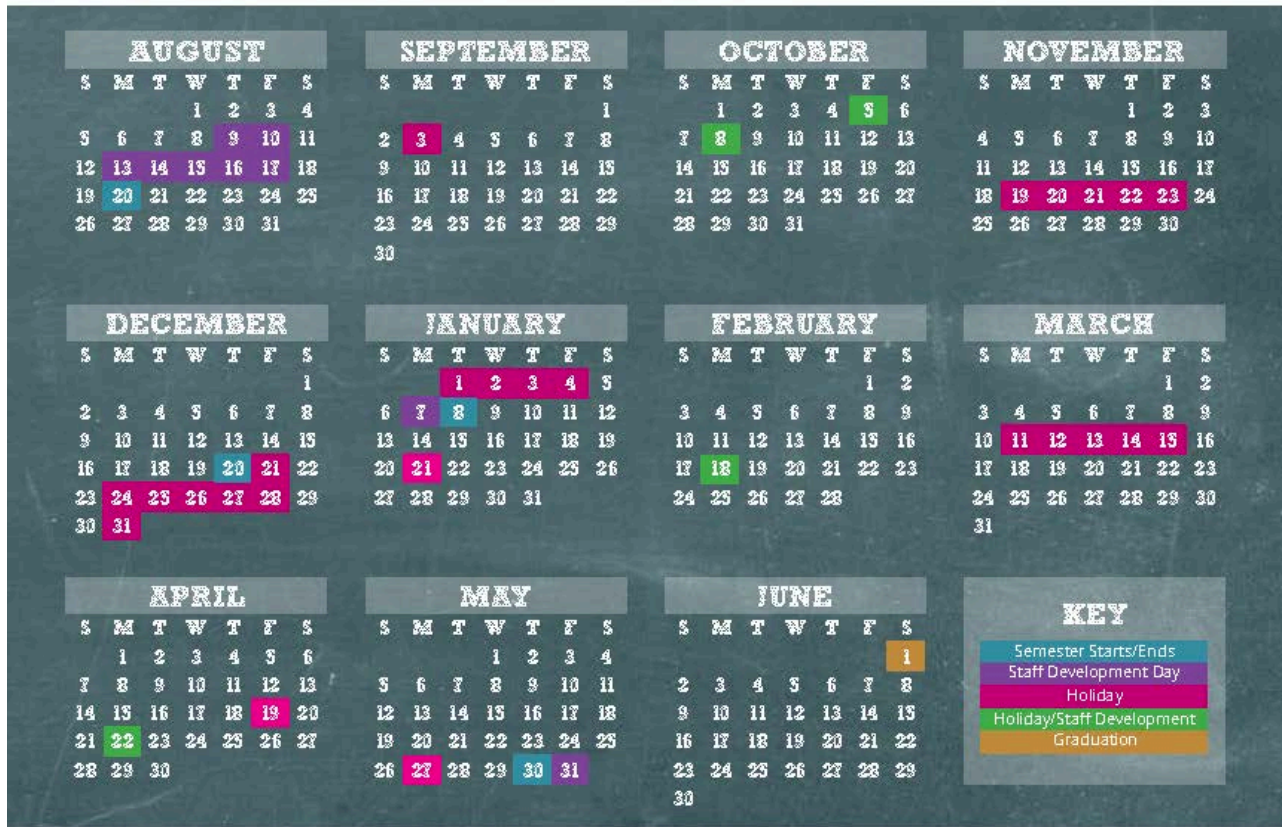 AUGUST
S M T W T F S
1 2 3 4
5 6 7 8 9 10 11
12 13 14 15 16 17 18
19 20 21 22 23 24 25
26 27 28 29 30 31
SEPTEMBER
S M T W T F S
1
2 3 4 5 6 7 8
9 10 11 12 13 14 15
16 17 18 19 20 21 22
23 24 25 26 27 28 29
30
OCTOBER
S M T W T F S
1 2 3 4 5 6
7 8 9 10 11 12 13
14 15 16 17 18 19 20
21 22 23 24 25 26 27
28 29 30 31
NOVEMBER
S M T W T F S
1 2 3
4 5 6 7 8 9 10
11 12 13 14 15 16 17
18 19 20 21 22 23 24
25 26 27 28 29 30
DECEMBER
S M T W T F S
1
2 3 4 5 6 7 8
9 10 11 12 13 14 15
16 17 18 19 20 21 22
23 24 25 26 27 28 29
30 31
JANUARY
S M T W T F S
1 2 3 4 5
6 7 8 9 10 11 12
13 14 15 16 17 18 19
20 21 22 23 24 25 26
27 28 29 30 31
FEBRUARY
S M T W T F S
1 2
3 4 5 6 7 8 9
10 11 12 13 14 15 16
17 18 19 20 21 22 23
24 25 26 27 28
MARCH
S M T W T F S
1 2
3 4 5 6 7 8 9
10 11 12 13 14 15 16
17 18 19 20 21 22 23
24 25 26 27 28 29 30
31
APRIL
S M T W T F S
1 2 3 4 5 6
7 8 9 10 11 12 13
14 15 16 17 18 19 20
21 22 23 24 25 26 27
28 29 30
MAY
S M T W T F S
1 2 3 4
5 6 7 8 9 10 11
12 13 14 15 16 17 18
19 20 21 22 23 24 25
26 27 28 29 30 31
JUNE
S M T W T F S
1
2 3 4 5 6 7 8
9 10 11 12 13 14 15
16 17 18 19 20 21 22
23 24 25 26 27 28 29
30
KEY
Semester Starts/Ends
Staff Development Day
Holiday
Holiday/Staff Development
Graduation